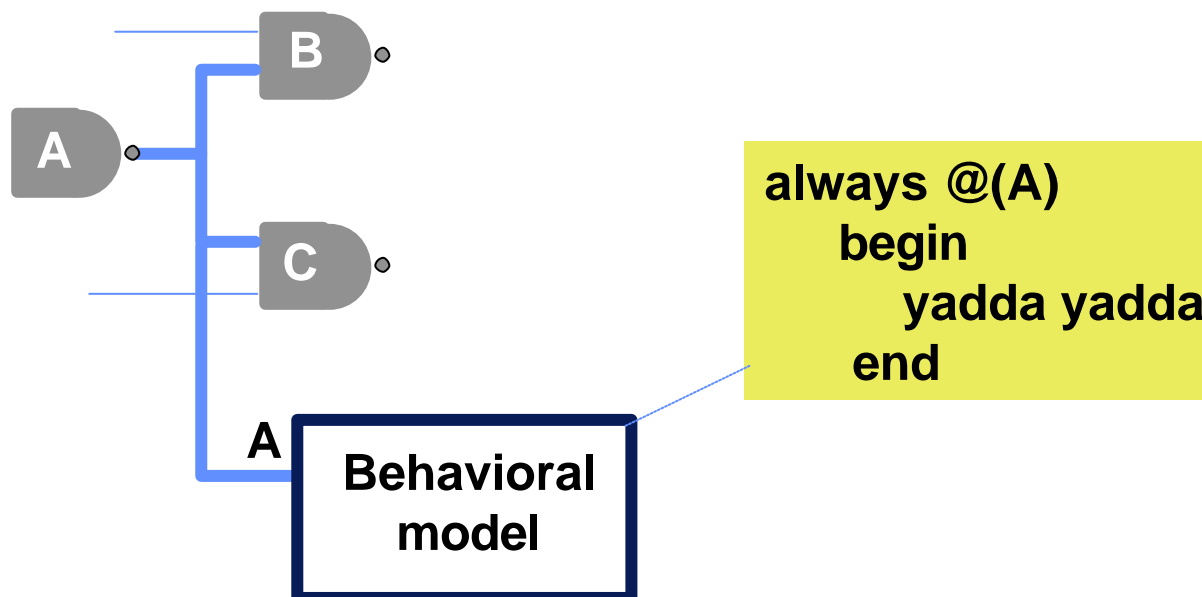 B
A
C
always @(A)
begin
yadda yadda
end
A
Behavioral
model